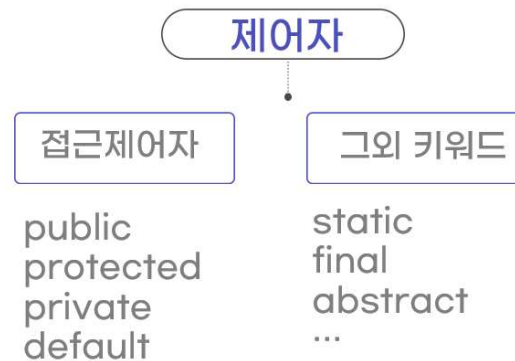 제어자
접근제어자
public
protected
private
default
그외 키워드
static
final
abstract
...